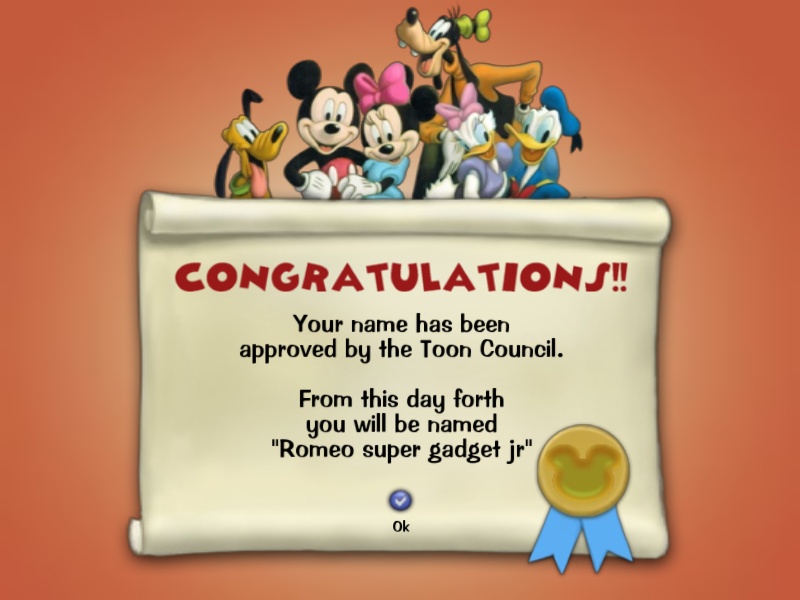 CONGRATULATIONS!!
Your name has been
approved by the Toon Council.
From this day forth
you will be named
"Romeo super gadget jr"
Ok